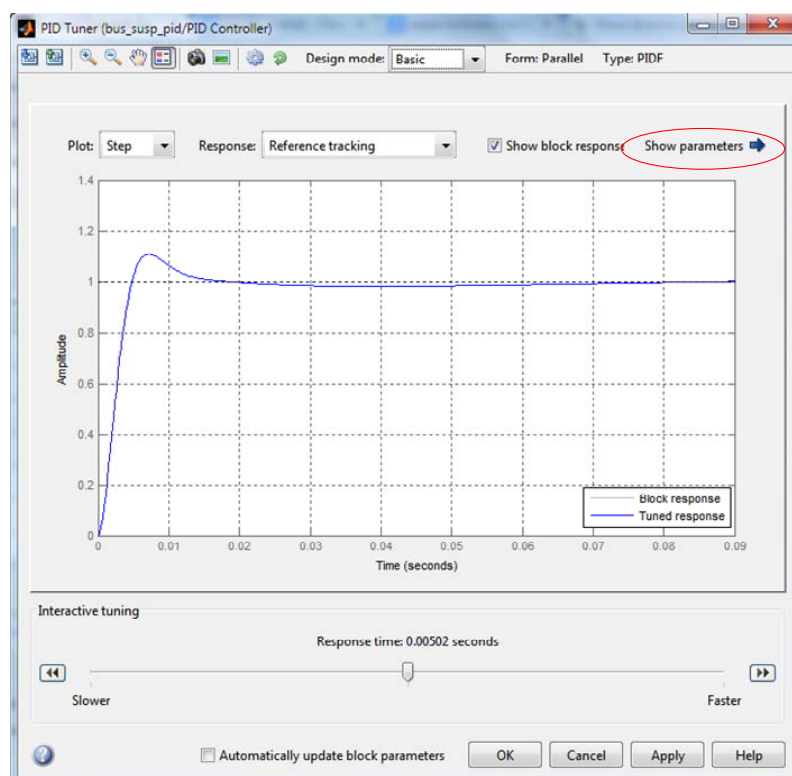 PID Tuner (bus_susp_pid/PID Controller)
Design mode: Basic Form: Parallel Type: PIDF
Plot: Step Response: Reference tracking Show block response Show parameters
1.4
1.2
1
0.8
0.6
0.4
0.2
0
Amplitude
Block response
Tuned response
0 0.01 0.02 0.03 0.04 0.05 0.06 0.07 0.08 0.09
Time (seconds)
Interactive tuning
Response time: 0.00502 seconds
Slower Faster
Automatically update block parameters OK Cancel Apply Help